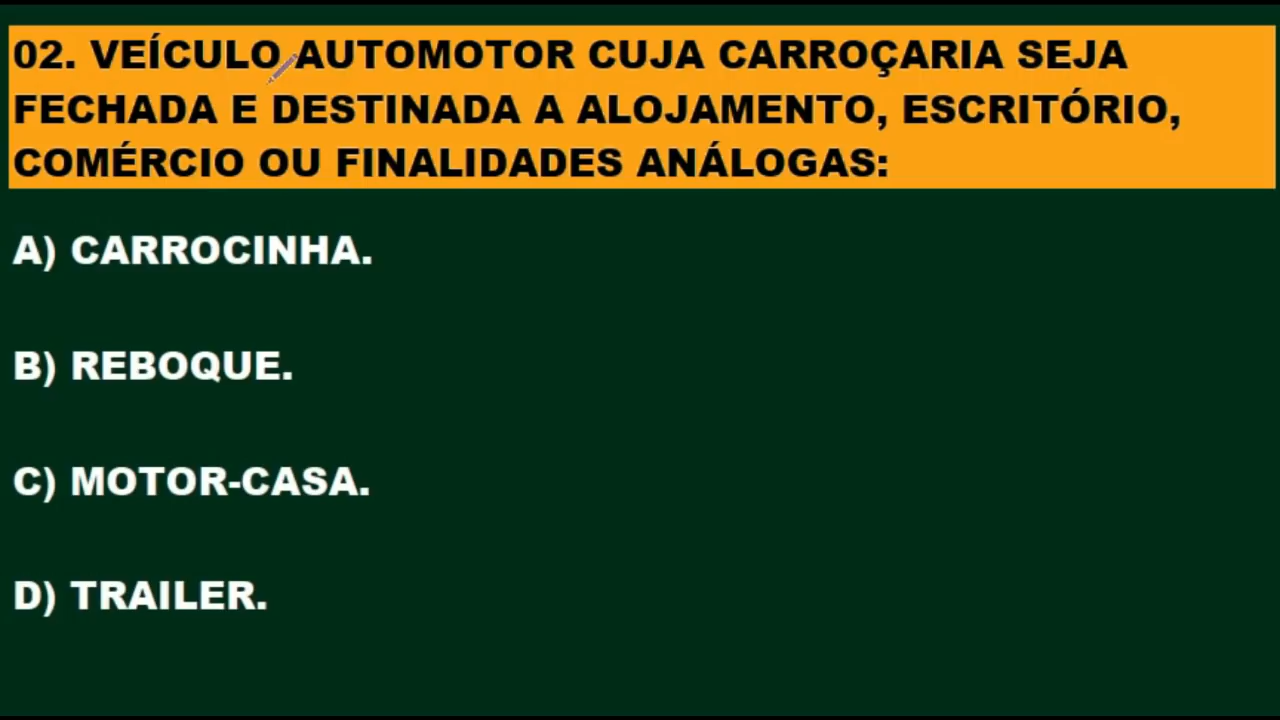 02. VEÍCULO AUTOMOTOR CUJA CARROÇARIA SEJA
FECHADA E DESTINADA A ALOJAMENTO, ESCRITÓRIO,
COMÉRCIO OU FINALIDADES ANÁLOGAS:
A) CARROCINHA.
B) REBOQUE.
C) MOTOR-CASA.
D) TRAILER.